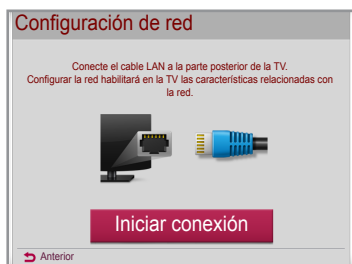 Configuración de red
Conecte el cable LAN a la parte posterior de la TV.
Configurar la red habilitará en la TV las características relacionadas con
la red.
Iniciar conexión
Anterior